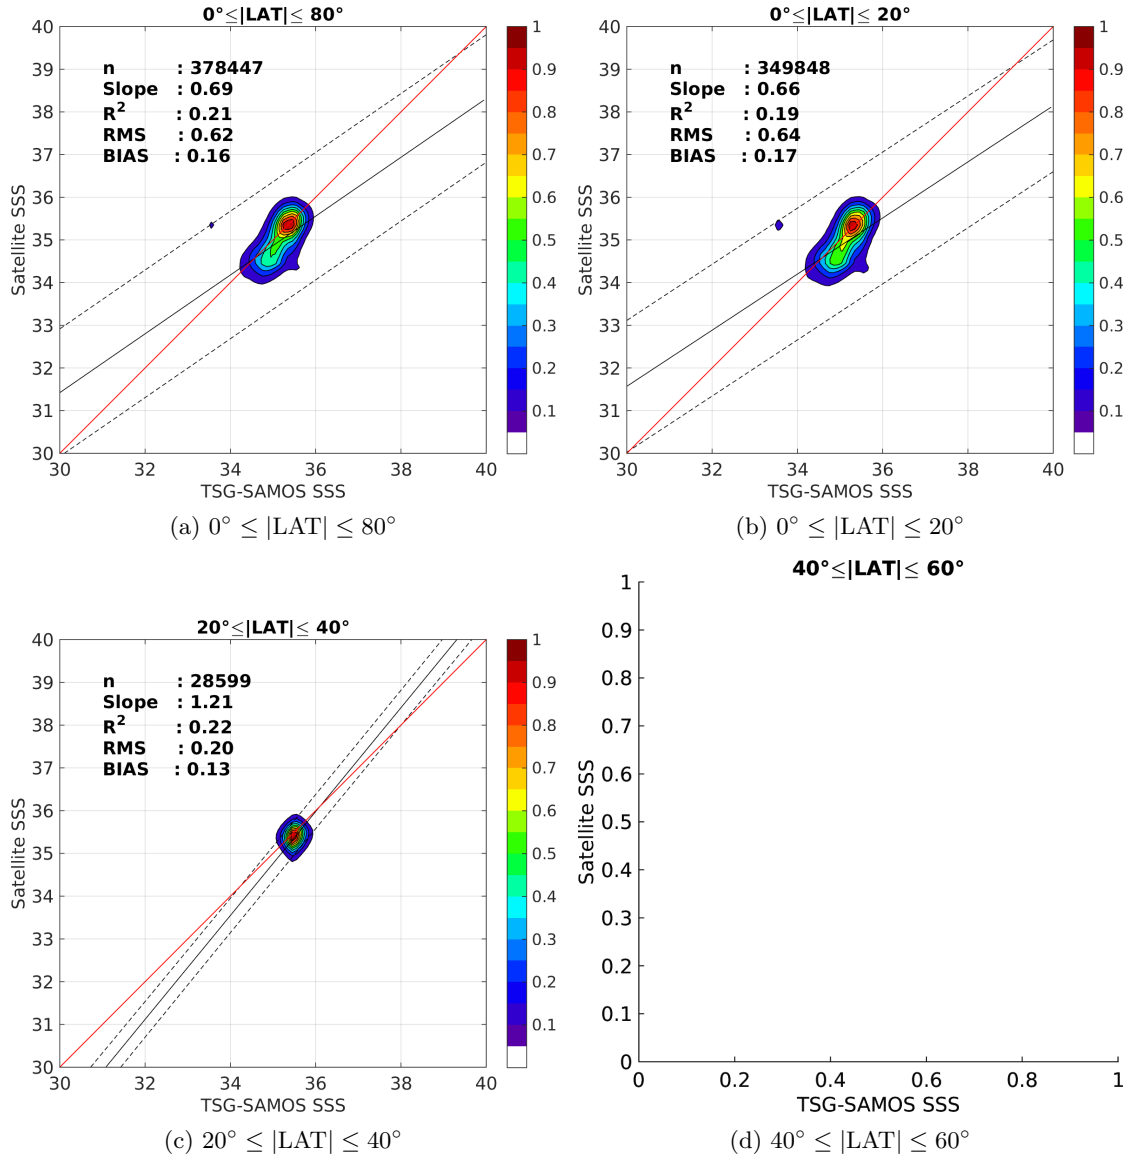 0°≤|LAT|≤ 80°
n : 378447
Slope : 0.69
R² : 0.21
RMS : 0.62
BIAS : 0.16
40
39
38
37
36
35
34
33
32
31
30
30 32 34 36 38 40
Satellite SSS
TSG-SAMOS SSS
1
0.9
0.8
0.7
0.6
0.5
0.4
0.3
0.2
0.1
(a) 0° ≤ |LAT| ≤ 80°
0°≤|LAT|≤ 20°
n : 349848
Slope : 0.66
R² : 0.19
RMS : 0.64
BIAS : 0.17
40
39
38
37
36
35
34
33
32
31
30
30 32 34 36 38 40
Satellite SSS
TSG-SAMOS SSS
1
0.9
0.8
0.7
0.6
0.5
0.4
0.3
0.2
0.1
(b) 0° ≤ |LAT| ≤ 20°
20°≤|LAT|≤ 40°
n : 28599
Slope : 1.21
R² : 0.22
RMS : 0.20
BIAS : 0.13
40
39
38
37
36
35
34
33
32
31
30
30 32 34 36 38 40
Satellite SSS
TSG-SAMOS SSS
1
0.9
0.8
0.7
0.6
0.5
0.4
0.3
0.2
0.1
(c) 20° ≤ |LAT| ≤ 40°
40°≤|LAT|≤ 60°
1
0.9
0.8
0.7
0.6
0.5
0.4
0.3
0.2
0.1
0
0 0.2 0.4 0.6 0.8 1
Satellite SSS
TSG-SAMOS SSS
(d) 40° ≤ |LAT| ≤ 60°